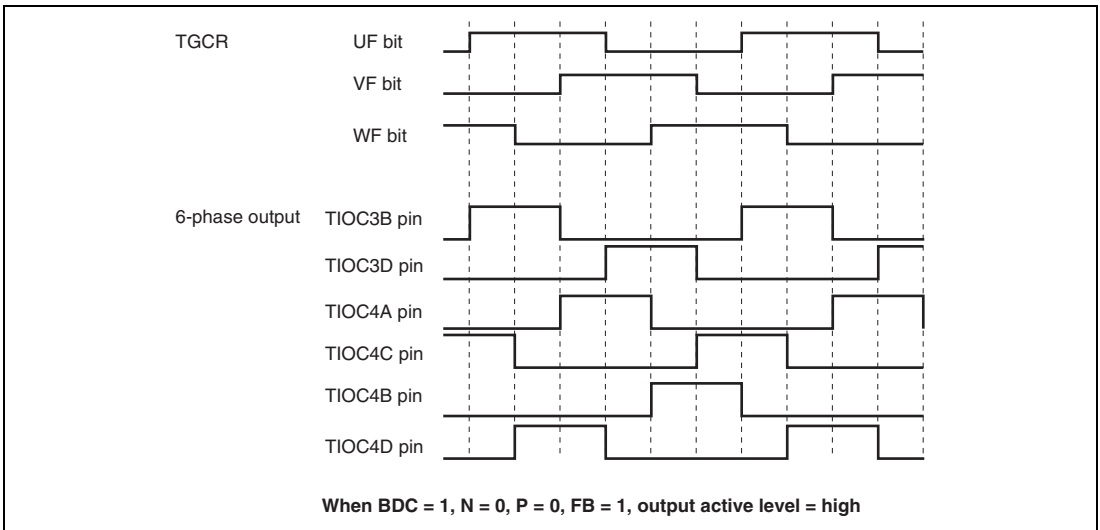 TGCR UF bit
VF bit
WF bit
6-phase output TIOC3B pin
TIOC3D pin
TIOC4A pin
TIOC4C pin
TIOC4B pin
TIOC4D pin
When BDC = 1, N = 0, P = 0, FB = 1, output active level = high